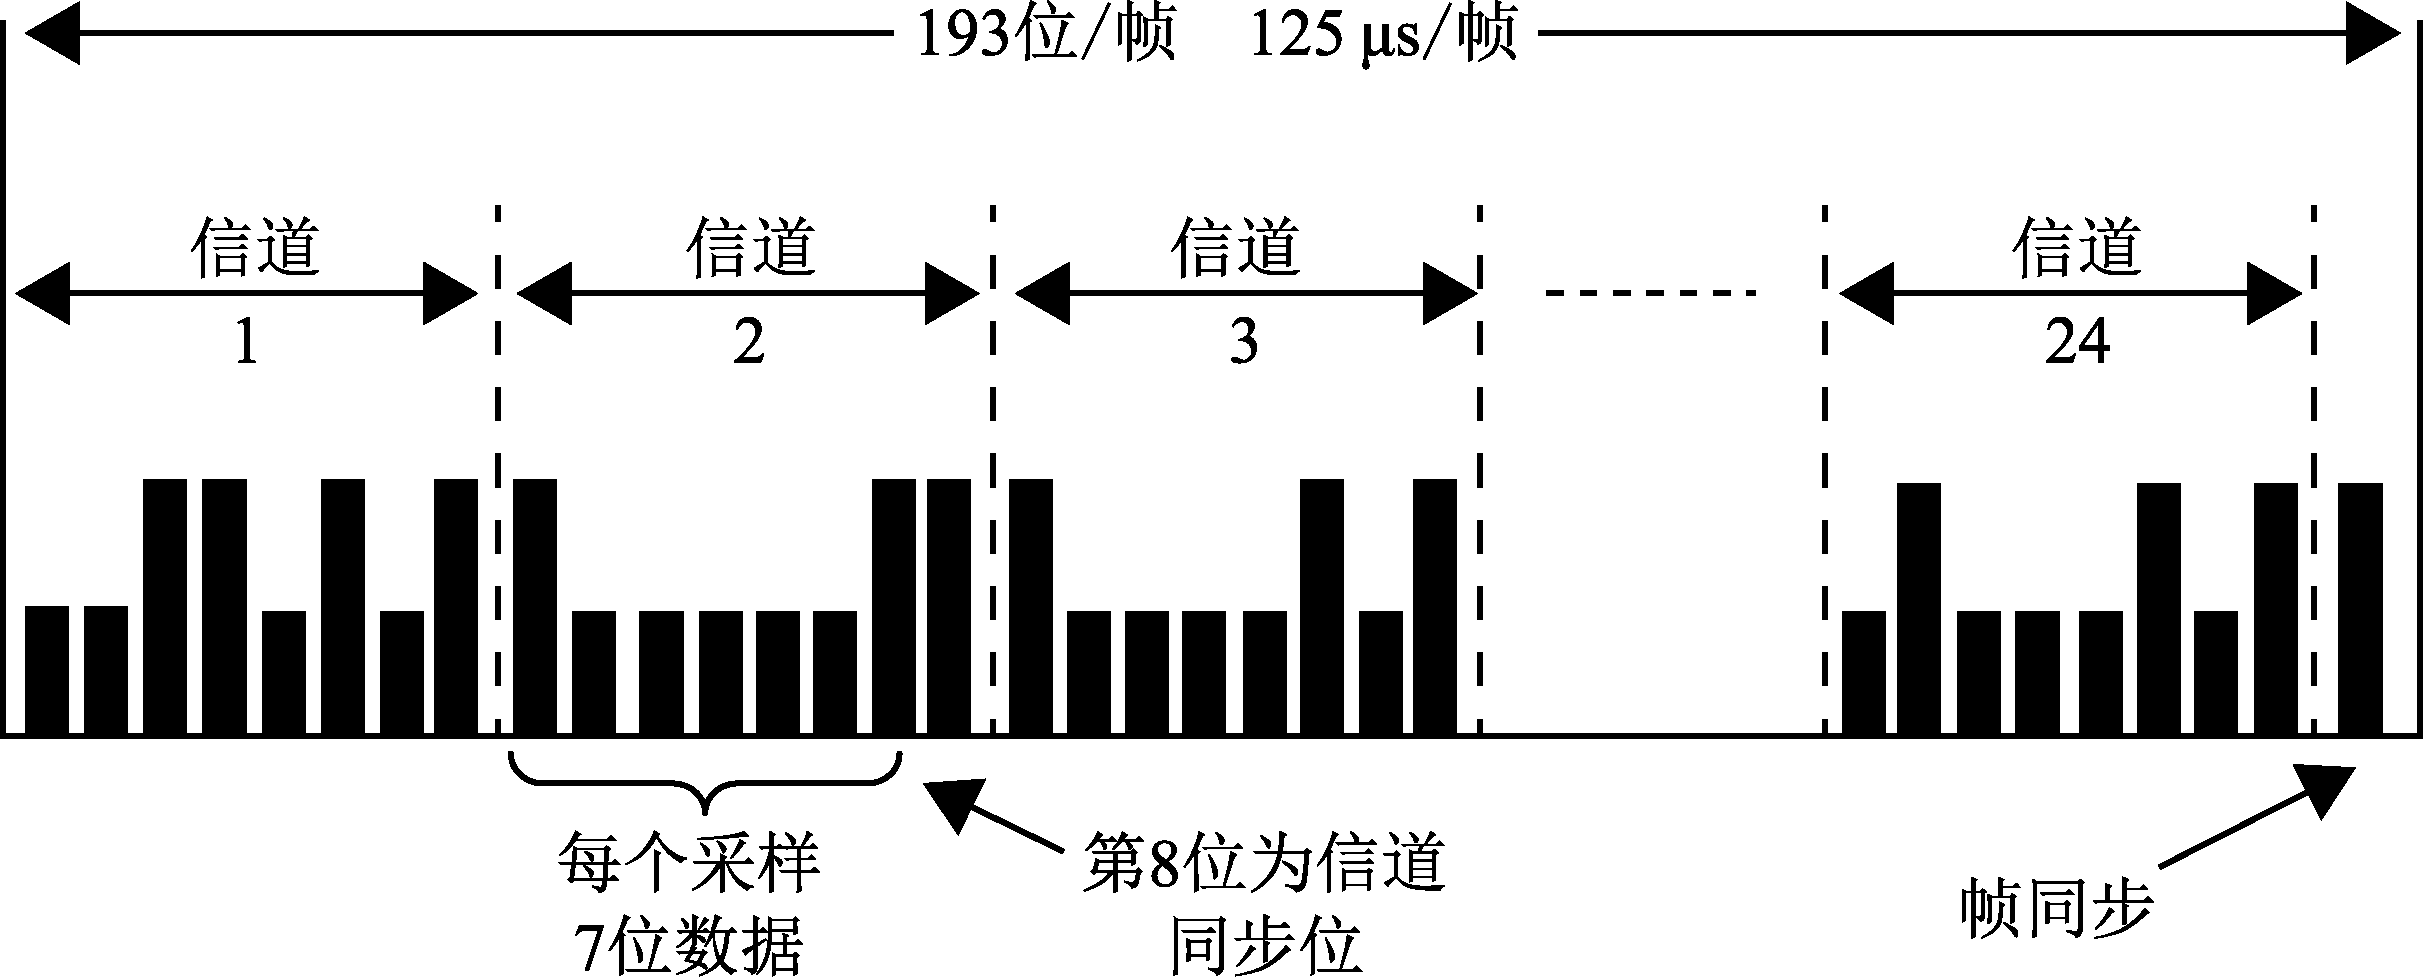 193位/帧 125 μs/帧
信道 信道 信道 信道
1 2 3 24
每个采样
7位数据
第8位为信道
同步位
帧同步